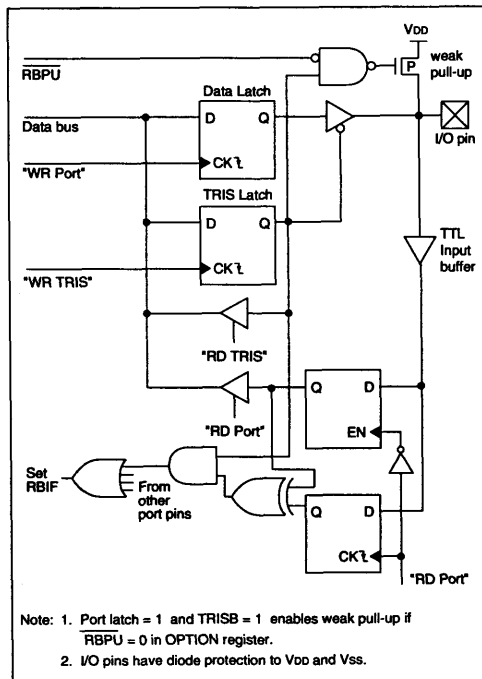 VDD
RBPU
P
weak
pull-up
Data Latch
Data bus
D Q
I/O pin
"WR Port"
CK
TRIS Latch
D Q
TTL
Input
buffer
"WR TRIS"
CK
"RD TRIS"
Q D
"RD Port"
EN
Set
RBIF
From
other
port pins
Q D
CK
"RD Port"
Note: 1. Port latch = 1 and TRISB = 1 enables weak pull-up if
RBPU = 0 in OPTION register.
2. I/O pins have diode protection to VDD and VSS.